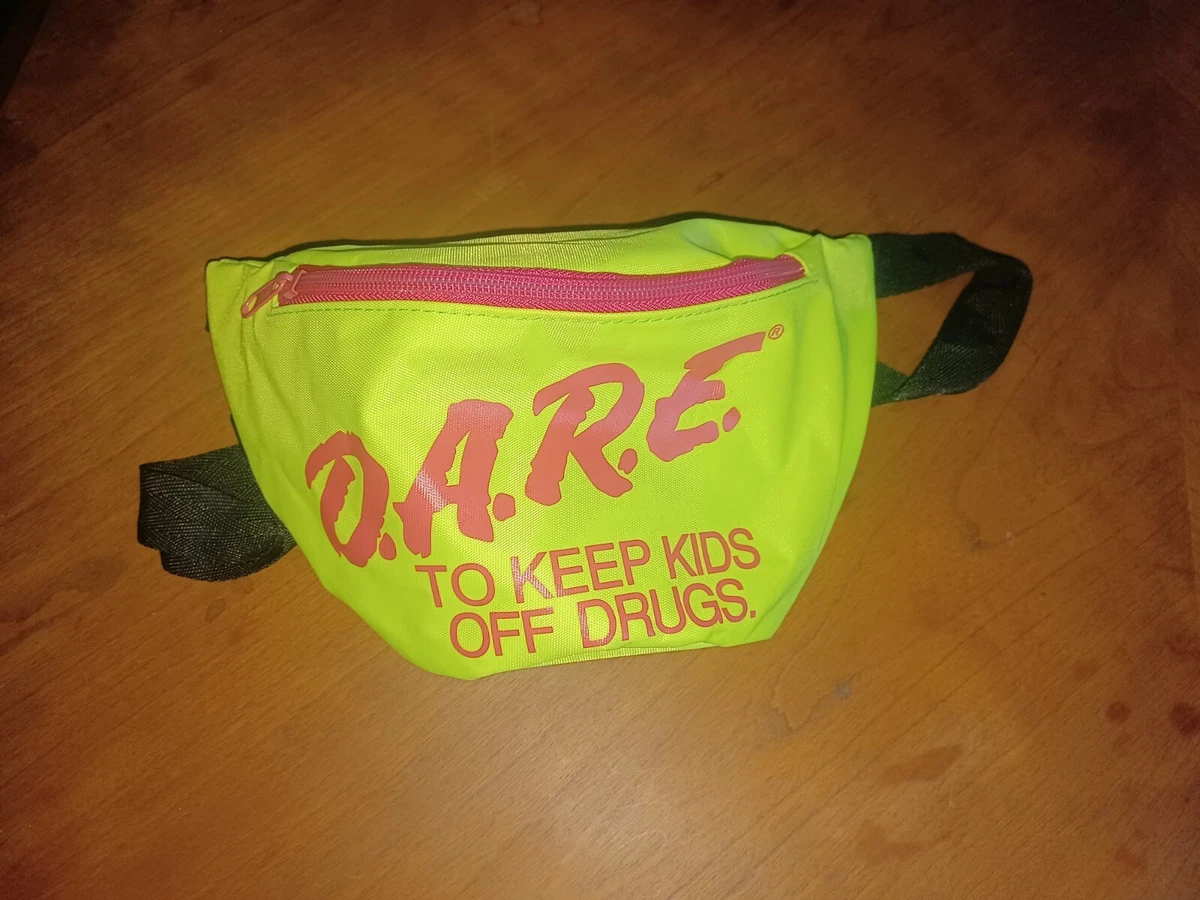 D.A.R.E.®
TO KEEP KIDS
OFF DRUGS.